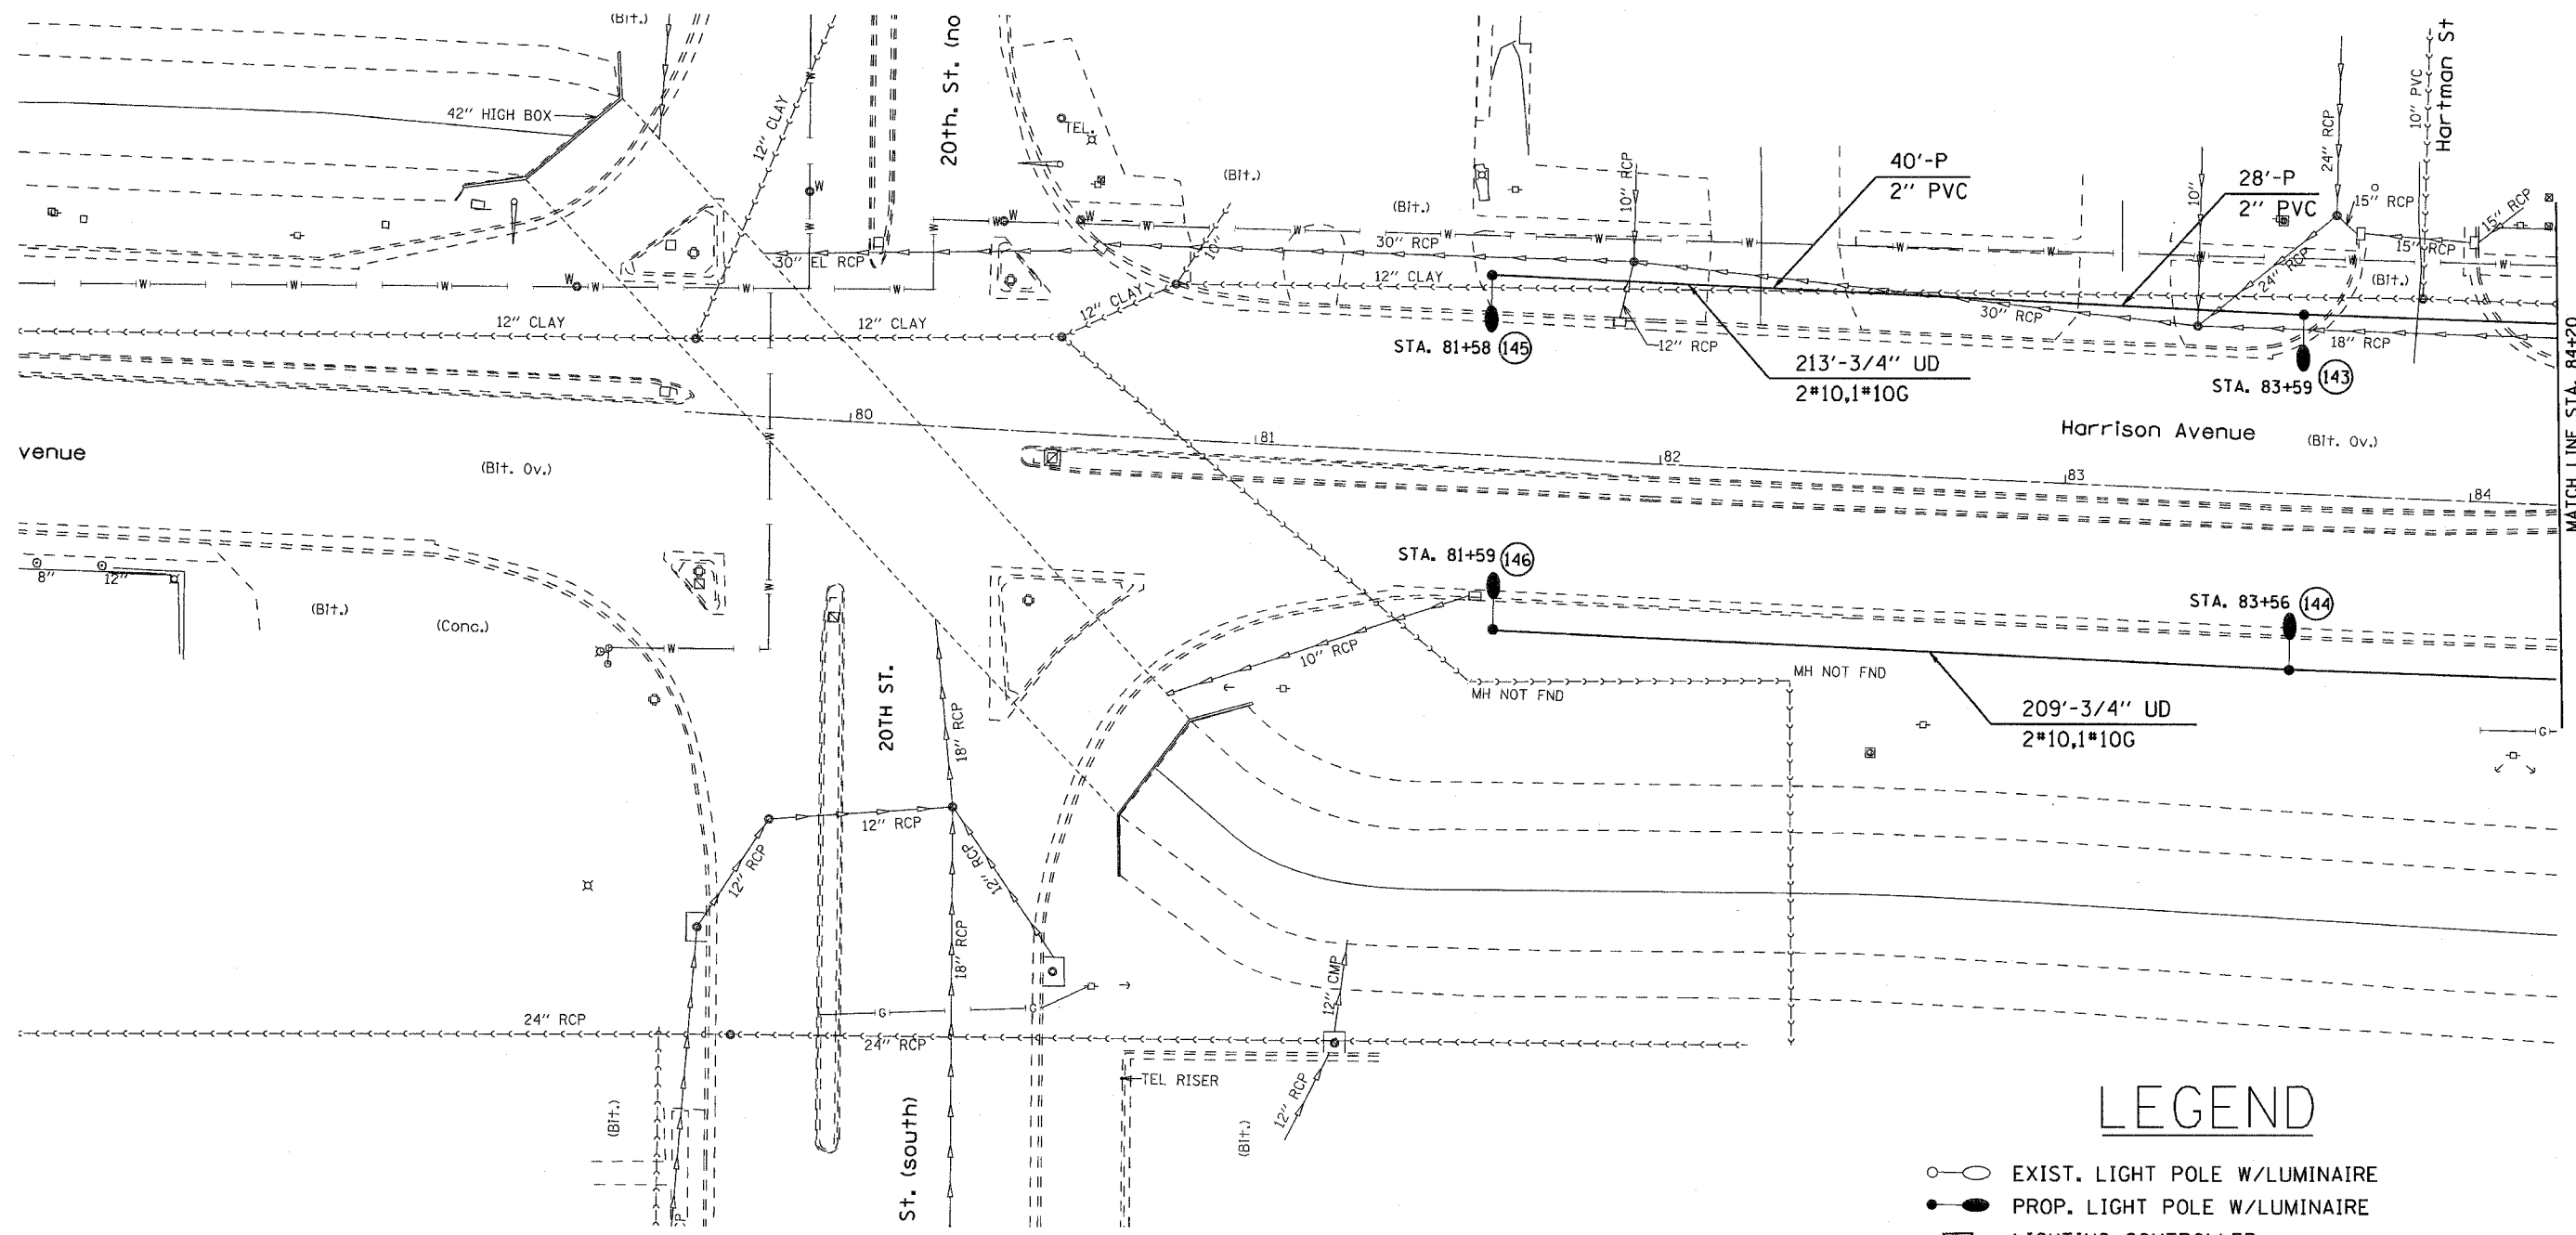 (Bit.)
20th. St. (no
42" HIGH BOX
12" CLAY
TEL.
W
W
W
W
(Bit.)
10" RCP
40'-P
2" PVC
28'-P
2" PVC
24" RCP
10" PVC
Hartman St
10"
15" RCP
15" RCP
15" RCP
24" RCP
(Bit.)
(Bit.)
30" EL RCP
10"
30" RCP
12" CLAY
12" CLAY
12" CLAY
12" CLAY
30" RCP
18" RCP
12" RCP
STA. 81+58 145
213'-3/4" UD
2#10,1#10G
STA. 83+59 143
MATCH LINE STA. 84+20
80
81
82
83
84
Harrison Avenue
(Bit. Ov.)
venue
(Bit. Ov.)
8"
12"
(Bit.)
(Conc.)
W
STA. 81+59 146
STA. 83+56 144
10" RCP
MH NOT FND
MH NOT FND
209'-3/4" UD
2#10,1#10G
G
20TH ST.
18" RCP
12" RCP
12" RCP
12" RCP
18" RCP
G
G
24" RCP
24" RCP
12" CMP
12" RCP
TEL RISER
(Bit.)
(Bit.)
St. (south)
LEGEND
EXIST. LIGHT POLE W/LUMINAIRE
PROP. LIGHT POLE W/LUMINAIRE